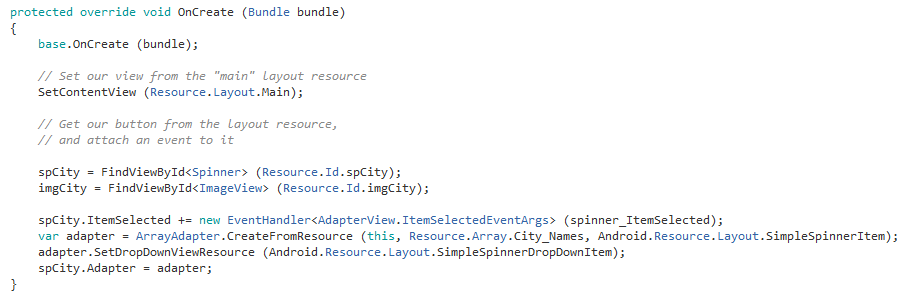 protected override void OnCreate (Bundle bundle)
{
    base.OnCreate (bundle);

    // Set our view from the "main" layout resource
    SetContentView (Resource.Layout.Main);

    // Get our button from the layout resource,
    // and attach an event to it

    spCity = FindViewById<Spinner> (Resource.Id.spCity);
    imgCity = FindViewById<ImageView> (Resource.Id.imgCity);

    spCity.ItemSelected += new EventHandler<AdapterView.ItemSelectedEventArgs> (spinner_ItemSelected);
    var adapter = ArrayAdapter.CreateFromResource (this, Resource.Array.City_Names, Android.Resource.Layout.SimpleSpinnerItem);
    adapter.SetDropDownViewResource (Android.Resource.Layout.SimpleSpinnerDropDownItem);
    spCity.Adapter = adapter;
}